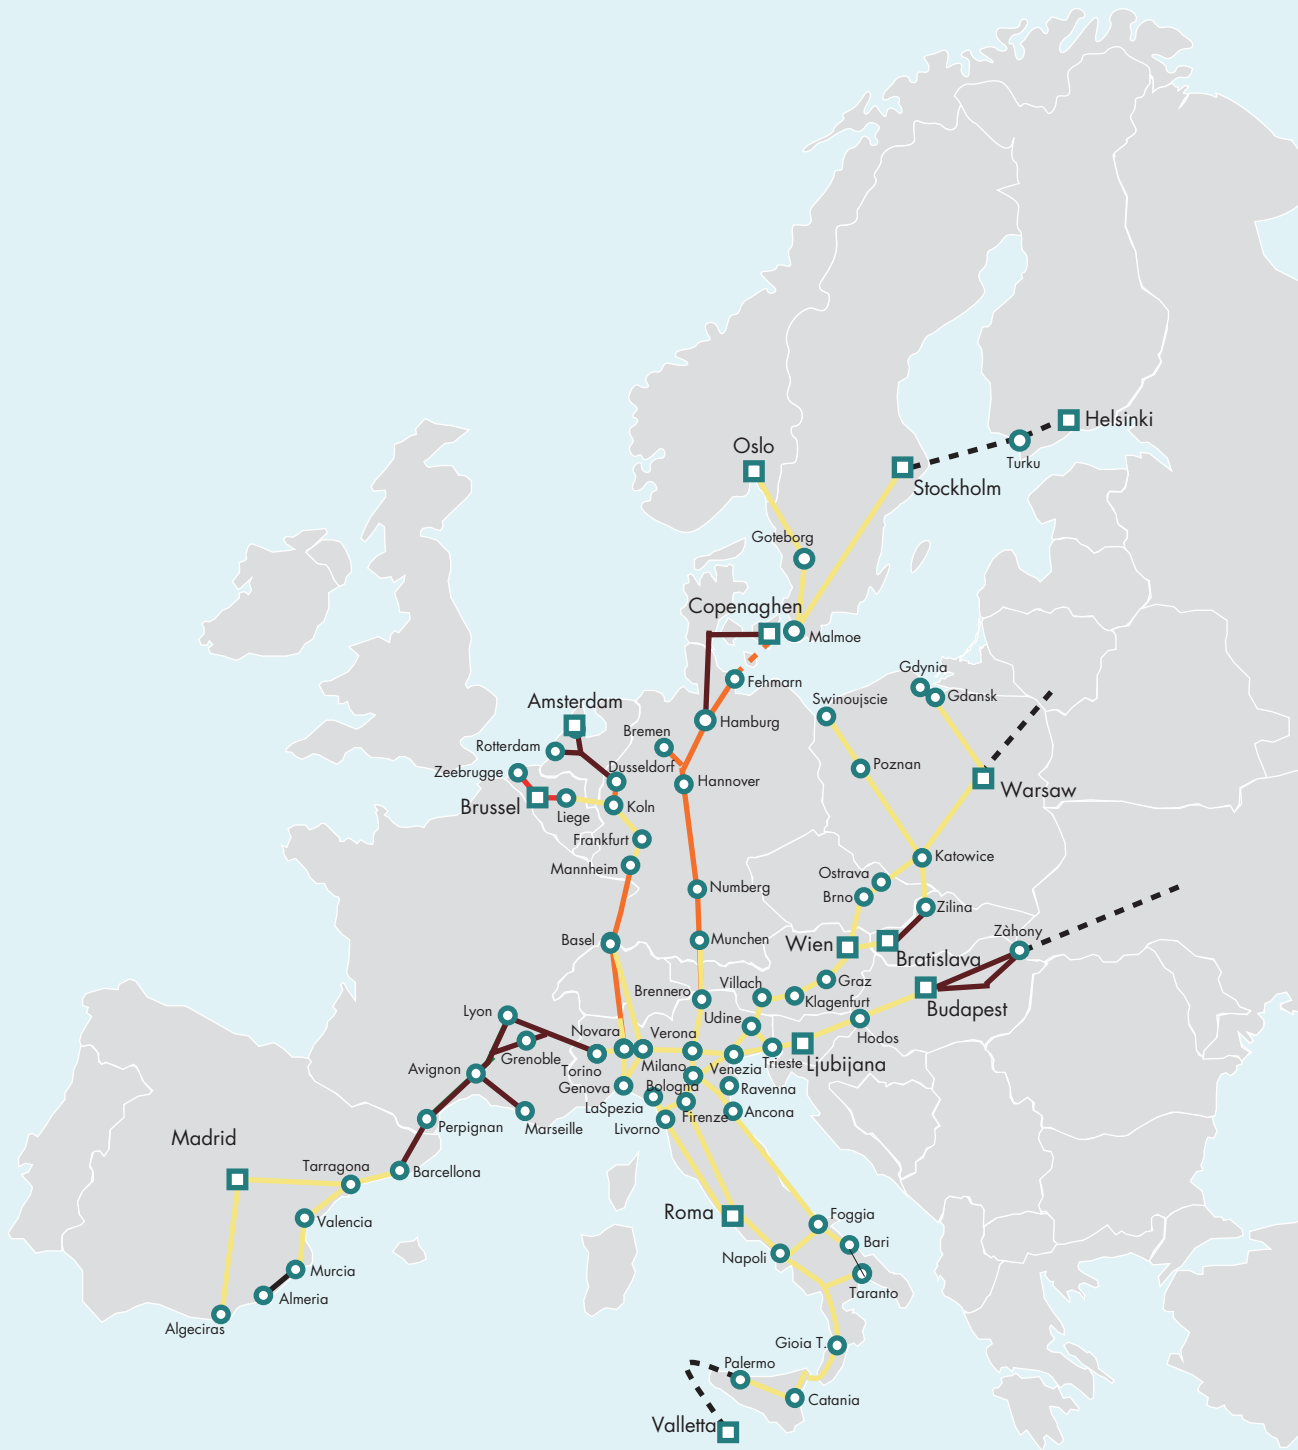 Helsinki
Oslo
Turku
Stockholm
Goteborg
Copenaghen
Malmoe
Gdynia
Fehmarn
Gdansk
Amsterdam
Swinoujscie
Hamburg
Bremen
Rotterdam
Poznan
Dusseldorf
Zeebrugge
Hannover
Warsaw
Brussel
Koln
Liege
Frankfurt
Katowice
Mannheim
Ostrava
Numberg
Brno
Zilina
Zàhony
Basel
Munchen
Wien
Bratislava
Villach
Graz
Brennero
Klagenfurt
Budapest
Lyon
Udine
Novara
Verona
Hodos
Grenoble
Trieste
Ljubijana
Avignon
Torino
Milano
Venezia
Genova
Bologna
Ravenna
LaSpezia
Ancona
Firenze
Perpignan
Marseille
Livorno
Madrid
Tarragona
Barcellona
Roma
Foggia
Valencia
Bari
Napoli
Murcia
Taranto
Almeria
Algeciras
Gioia T.
Palermo
Catania
Valletta